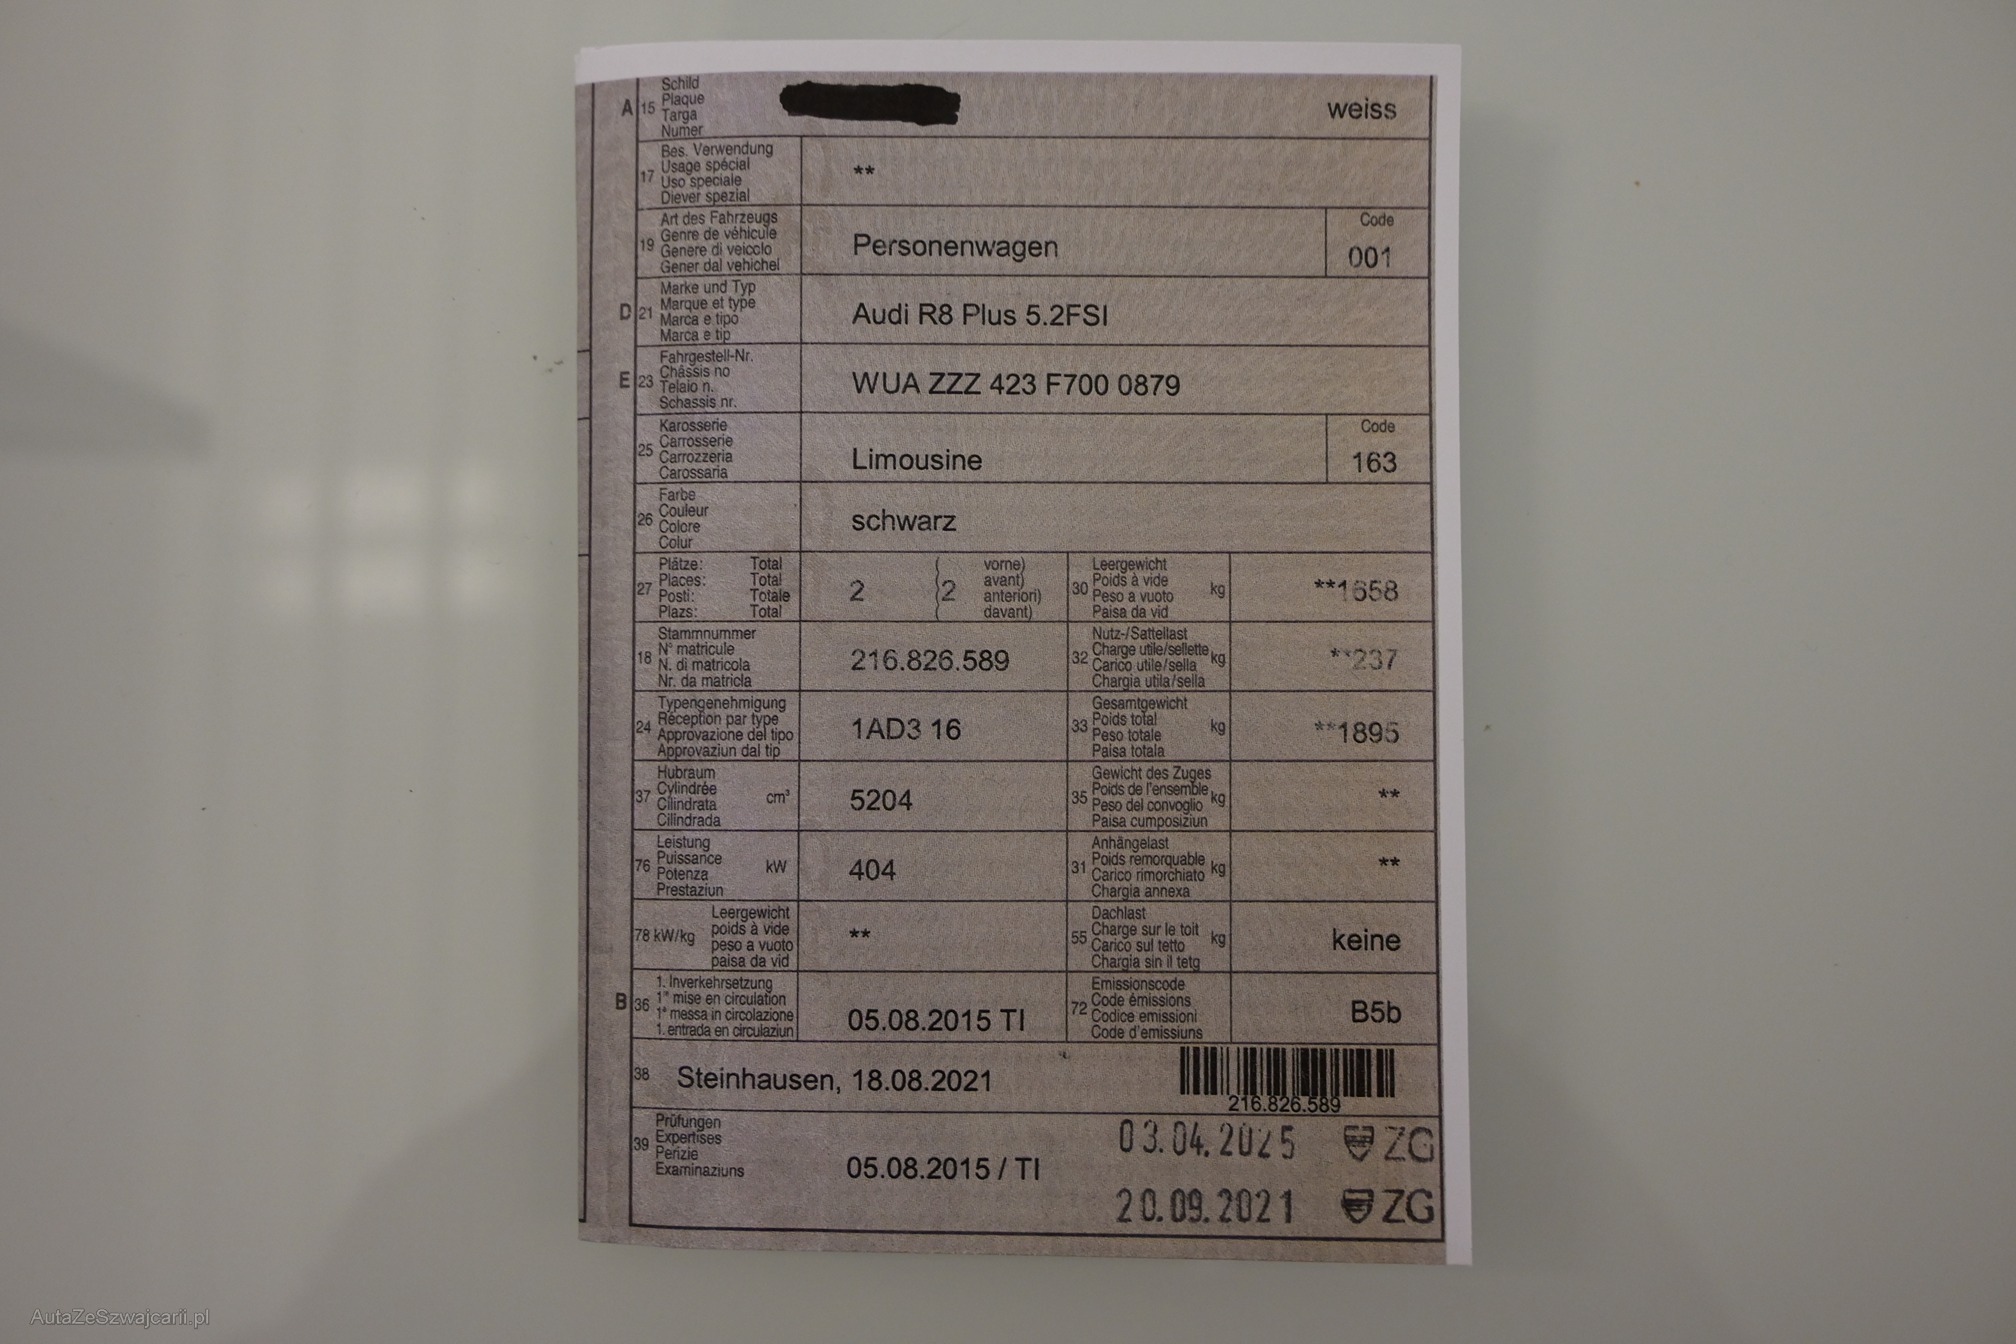 A 15 Schild
Plaque
Targa
Numer
weiss
17 Bes. Verwendung
Usage spécial
Uso speciale
Diever spezial
**
19 Art des Fahrzeugs
Genre de véhicule
Genere di veicolo
Gener dal vehichel
Personenwagen
Code
001
D 21 Marke und Typ
Marque et type
Marca e tipo
Marca e tip
Audi R8 Plus 5.2FSI
E 23 Fahrgestell-Nr.
Châssis no
Telaio n.
Schassis nr.
WUA ZZZ 423 F700 0879
25 Karosserie
Carrosserie
Carrozzeria
Carossaria
Limousine
Code
163
26 Farbe
Couleur
Colore
Colur
schwarz
27 Plätze: Total
Places: Total
Posti: Totale
Plazs: Total
2 (2 vorne)
avant)
anteriori)
davant)
30 Leergewicht
Poids à vide
Peso a vuoto
Paisa da vid
kg
**1658
18 Stammnummer
N° matricule
N. di matricola
Nr. da matricla
216.826.589
32 Nutz-/Sattellast
Charge utile/sellette
Carico utile/sella
Chargia utila/sella
kg
**237
24 Typengenehmigung
Réception par type
Approvazione del tipo
Approvaziun dal tip
1AD3 16
33 Gesamtgewicht
Poids total
Peso totale
Paisa totala
kg
**1895
37 Hubraum
Cylindrée
Cilindrata
Cilindrada
cm³
5204
35 Gewicht des Zuges
Poids de l'ensemble
Peso del convoglio
Paisa cumposiziun
kg
**
76 Leistung
Puissance
Potenza
Prestaziun
kW
404
31 Anhängelast
Poids remorquable
Carico rimorchiato
Chargia annexa
kg
**
78 kW/kg Leergewicht
poids à vide
peso a vuoto
paisa da vid
**
55 Dachlast
Charge sur le toit
Carico sul tetto
Chargia sin il tetg
kg
keine
B 36 1. Inverkehrsetzung
1re mise en circulation
1a messa in circolazione
1. entrada en circulaziun
05.08.2015 TI
72 Emissionscode
Code émissions
Codice emissioni
Code d'emissiuns
B5b
38 Steinhausen, 18.08.2021
216.826.589
39 Prüfungen
Expertises
Perizie
Examinaziuns
05.08.2015 / TI
03.04.2025 ZG
20.09.2021 ZG
AutaZeSzwajcarii.pl